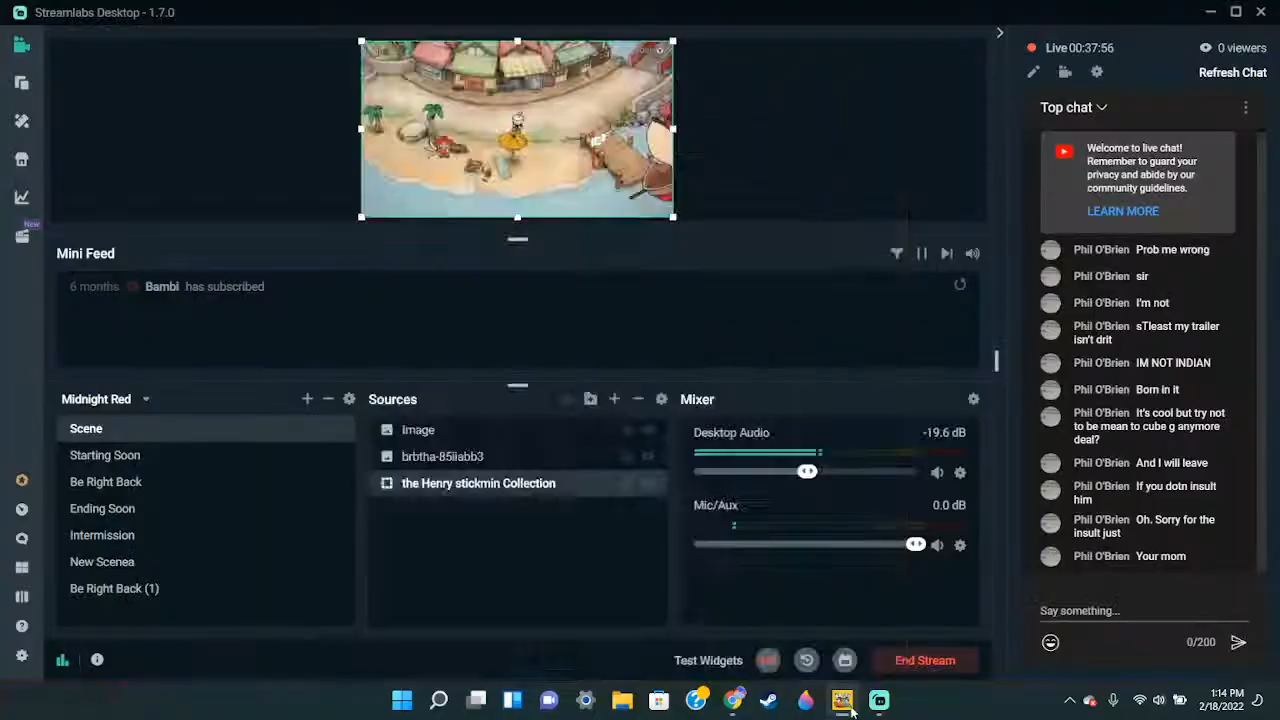 Streamlabs Desktop - 1.7.0
Live 00:37:56
0 viewers
Refresh Chat
Top chat
Welcome to live chat!
Remember to guard your
privacy and abide by our
community guidelines.
LEARN MORE
Phil O'Brien Prob me wrong
Phil O'Brien sir
Phil O'Brien I'm not
Phil O'Brien sTleast my trailer
isn't drit
Phil O'Brien IM NOT INDIAN
Phil O'Brien Born in it
Phil O'Brien It's cool but try not
to be mean to cube g anymore
deal?
Phil O'Brien And I will leave
Phil O'Brien If you dotn insult
him
Phil O'Brien Oh. Sorry for the
insult just
Phil O'Brien Your mom
Say something...
0/200
New
Mini Feed
6 months Bambi has subscribed
Midnight Red
Scene
Starting Soon
Be Right Back
Ending Soon
Intermission
New Scenea
Be Right Back (1)
Sources
Image
brbtha-85iiabb3
the Henry stickmin Collection
Mixer
Desktop Audio -19.6 dB
Mic/Aux 0.0 dB
Test Widgets
End Stream
1:14 PM
2/18/2022